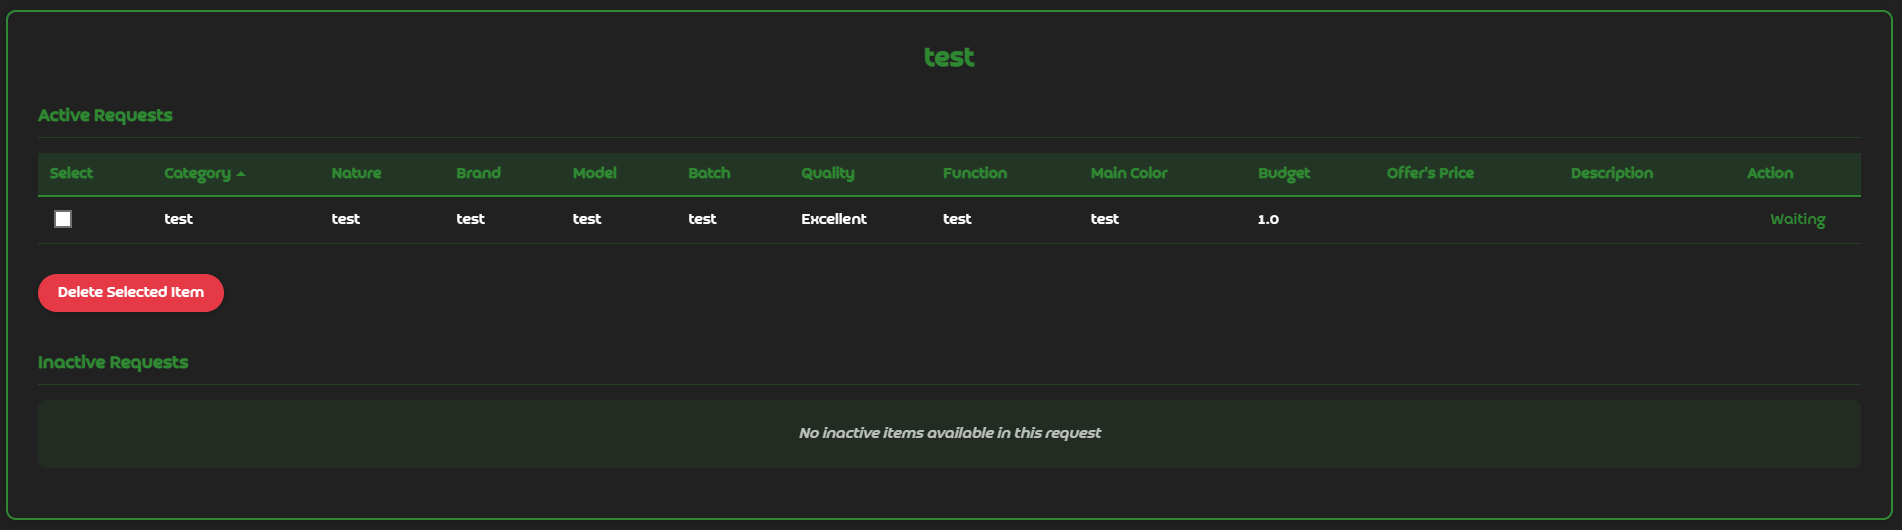 test
Active Requests
Select Category Nature Brand Model Batch Quality Function Main Color Budget Offer's Price Description Action
test test test test test Excellent test test 1.0 Waiting
Delete Selected Item
Inactive Requests
No inactive items available in this request